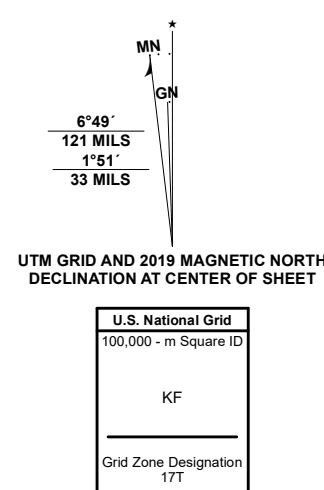 ★
MN
GN
6°49´
121 MILS
1°51´
33 MILS
UTM GRID AND 2019 MAGNETIC NORTH
DECLINATION AT CENTER OF SHEET
U.S. National Grid
100,000 - m Square ID
KF
Grid Zone Designation
17T